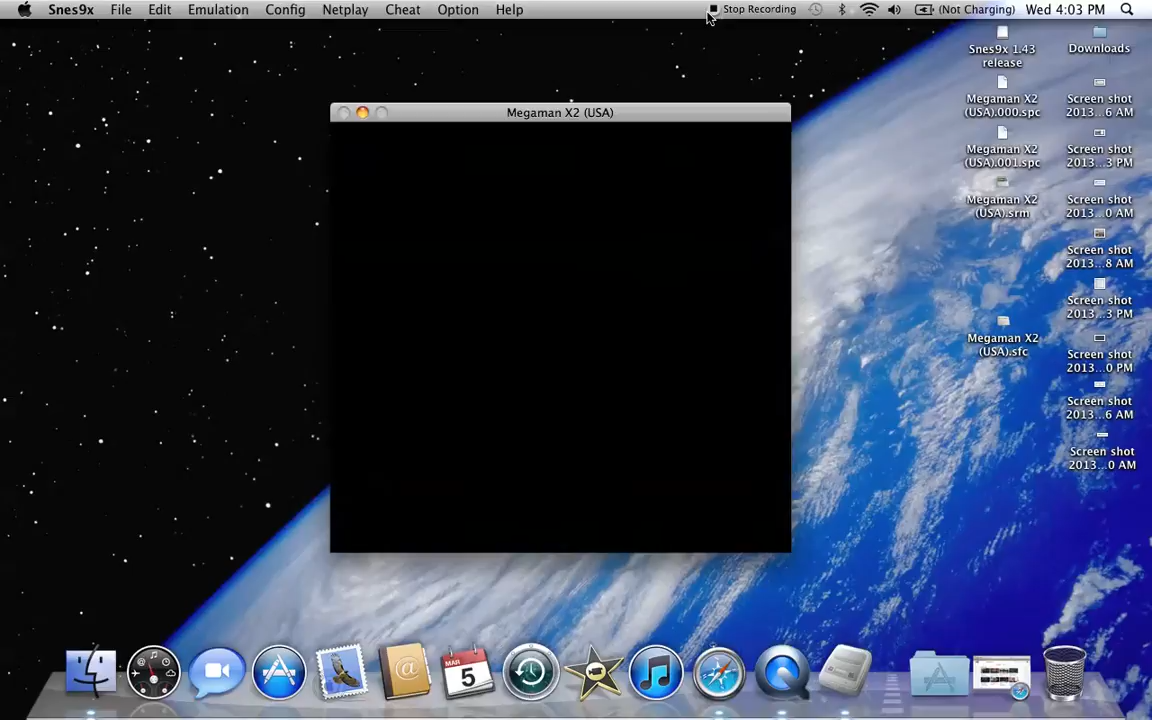 Snes9x File Edit Emulation Config Netplay Cheat Option Help Stop Recording (Not Charging) Wed 4:03 PM
Megaman X2 (USA)
Snes9x 1.43
release
Megaman X2
(USA).000.spc
Megaman X2
(USA).001.spc
Megaman X2
(USA).srm
Megaman X2
(USA).sfc
Downloads
Screen shot
2013...6 AM
Screen shot
2013...3 PM
Screen shot
2013...0 AM
Screen shot
2013...8 AM
Screen shot
2013...3 PM
Screen shot
2013...0 PM
Screen shot
2013...6 AM
Screen shot
2013...0 AM
MAR
5